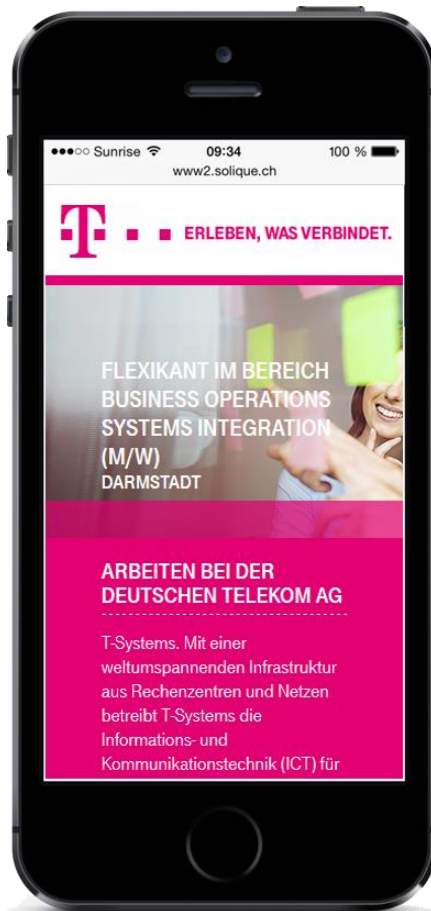 Sunrise 09:34 100 %
www2.solique.ch
T ERLEBEN, WAS VERBINDET.
FLEXIKANT IM BEREICH
BUSINESS OPERATIONS
SYSTEMS INTEGRATION
(M/W)
DARMSTADT
ARBEITEN BEI DER
DEUTSCHEN TELEKOM AG
T-Systems. Mit einer
weltumspannenden Infrastruktur
aus Rechenzentren und Netzen
betreibt T-Systems die
Informations- und
Kommunikationstechnik (ICT) für